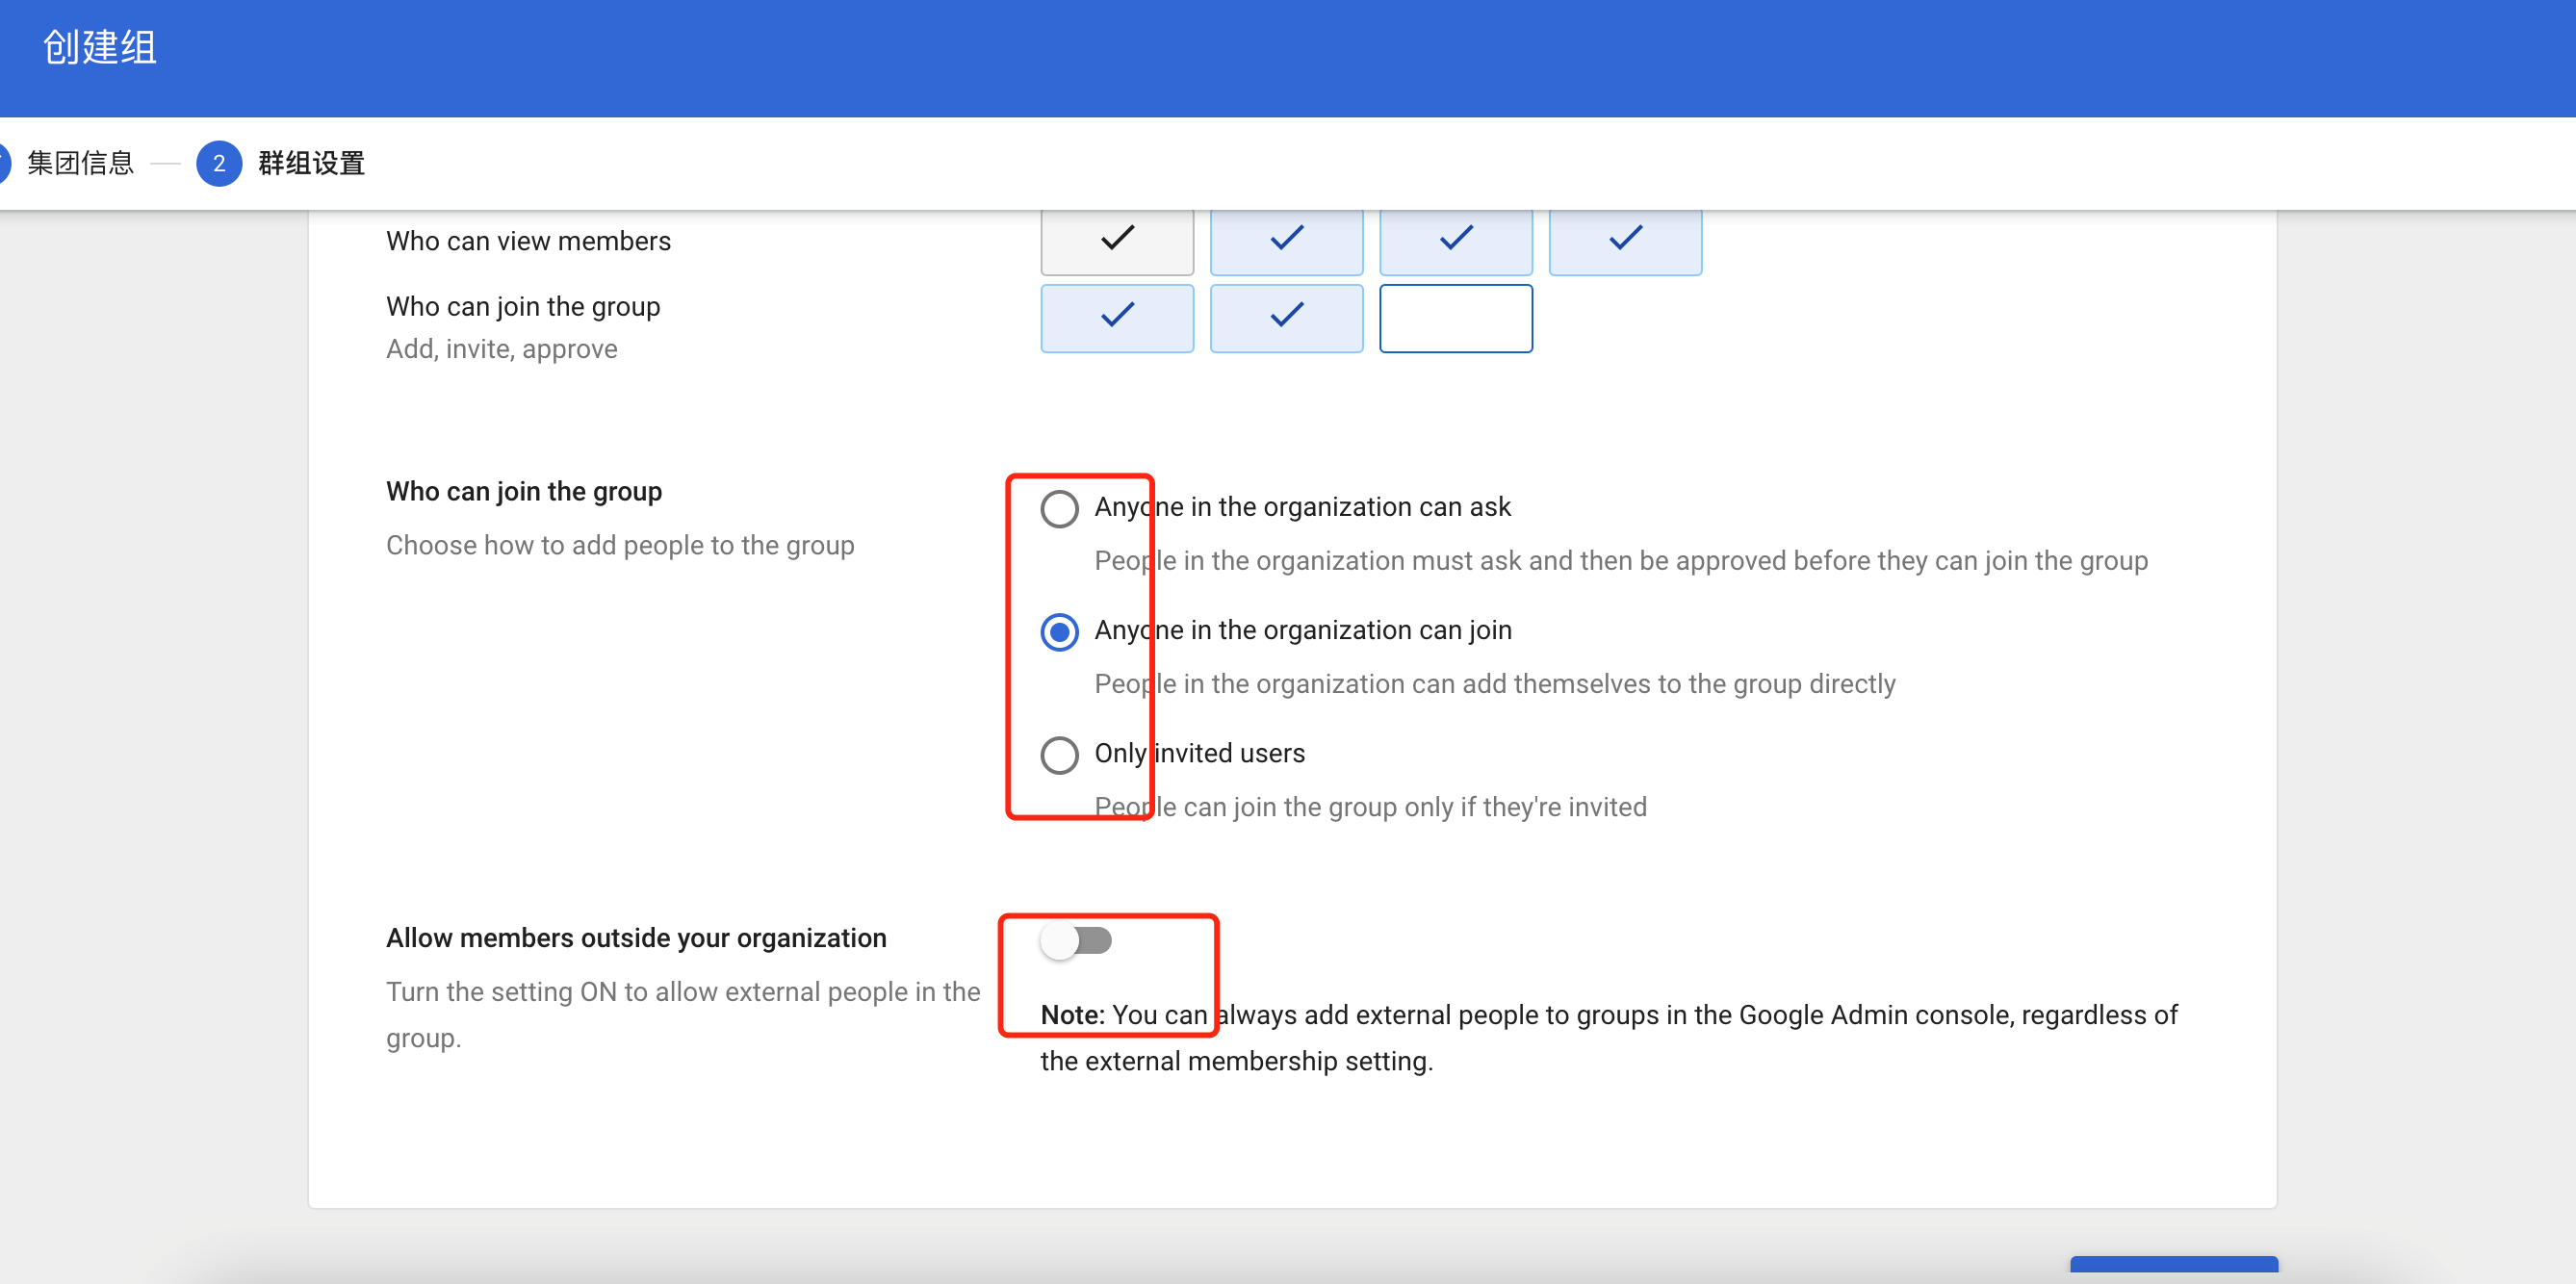 创建组
集团信息
2
群组设置
Who can view members
Who can join the group
Add, invite, approve
Who can join the group
Choose how to add people to the group
Anyone in the organization can ask
People in the organization must ask and then be approved before they can join the group
Anyone in the organization can join
People in the organization can add themselves to the group directly
Only invited users
People can join the group only if they're invited
Allow members outside your organization
Turn the setting ON to allow external people in the
group.
Note: You can always add external people to groups in the Google Admin console, regardless of
the external membership setting.